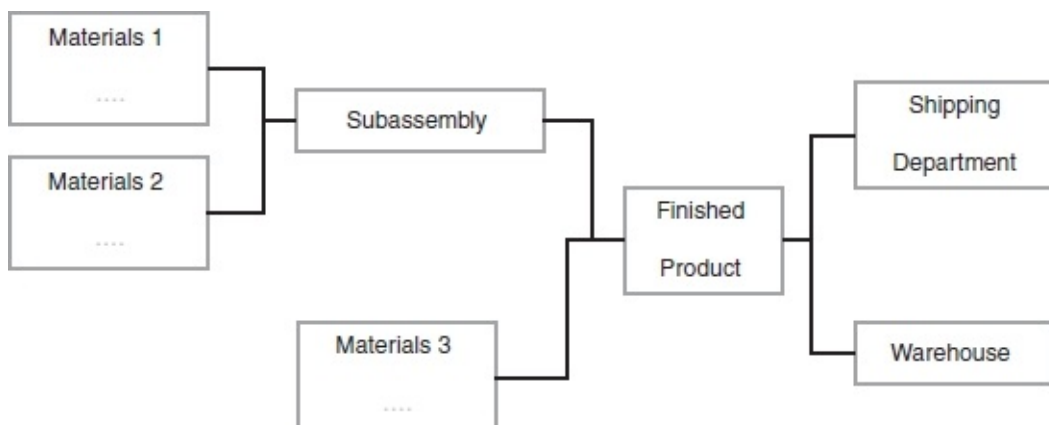 Materials 1
....
Materials 2
....
Subassembly
Materials 3
....
Finished
Product
Shipping
Department
Warehouse